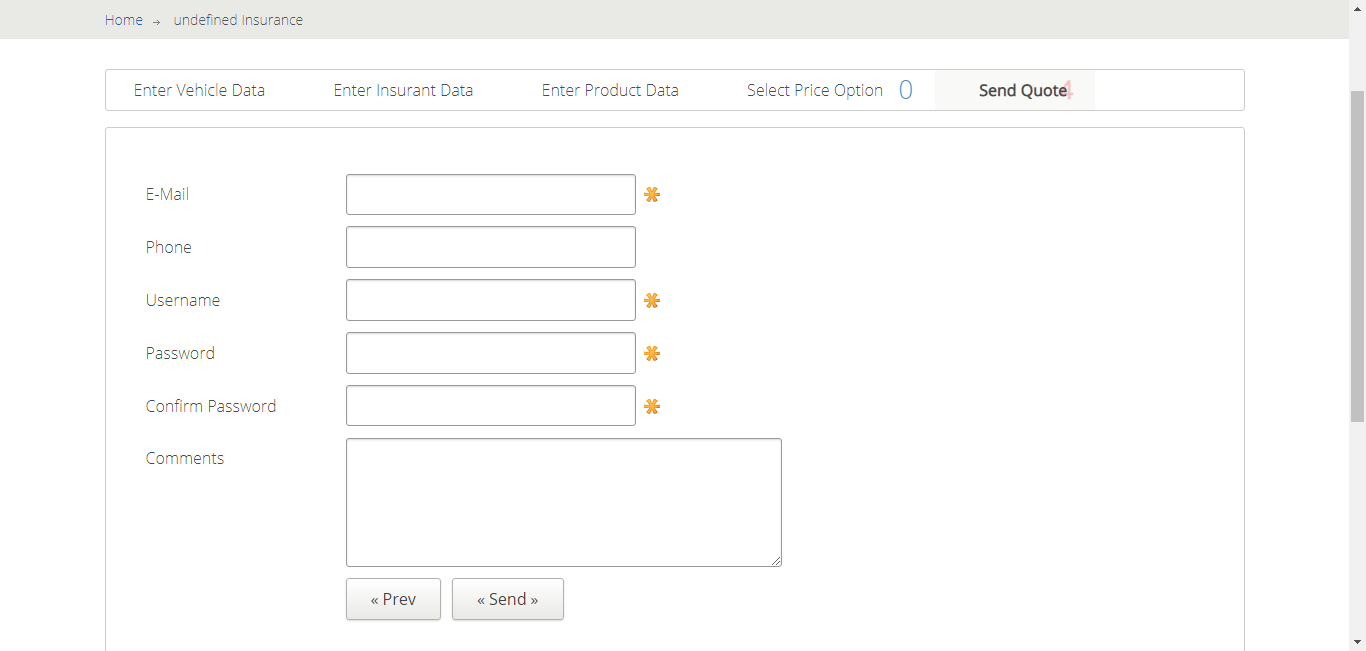 Home → undefined Insurance
Enter Vehicle Data Enter Insurant Data Enter Product Data Select Price Option 0 Send Quote 4
E-Mail
Phone
Username
Password
Confirm Password
Comments
« Prev « Send »